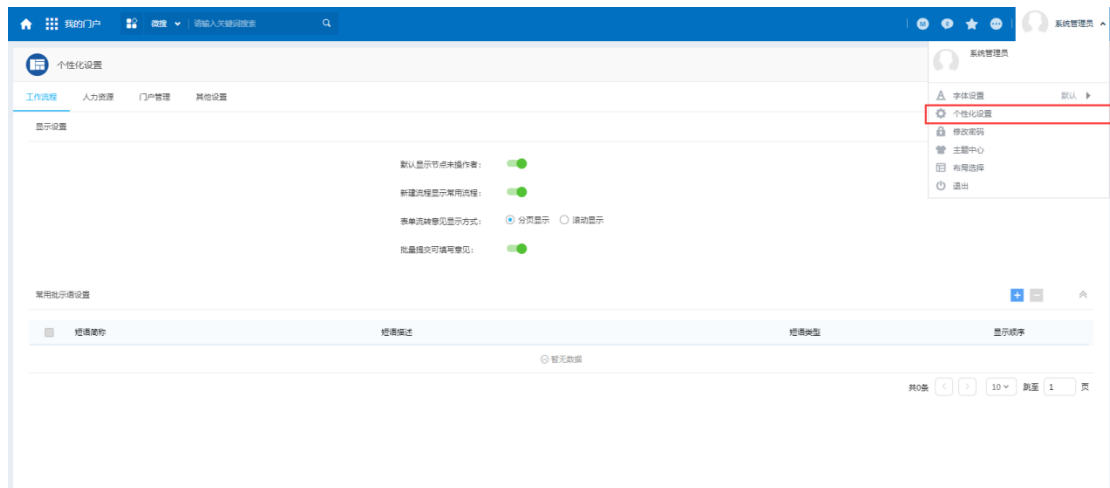 我的门户 微搜 请输入关键词搜索 系统管理员
个性化设置 系统管理员
工作流程 人力资源 门户管理 其他设置
字体设置 默认
个性化设置
修改密码
主题中心
布局选择
退出
显示设置
默认显示节点未操作者：
新建流程显示常用流程：
表单流转意见显示方式： 分页显示 滚动显示
批量提交可填写意见：
常用批示语设置
短语简称 短语描述 短语类型 显示顺序
暂无数据
共0条 10 跳至 1 页